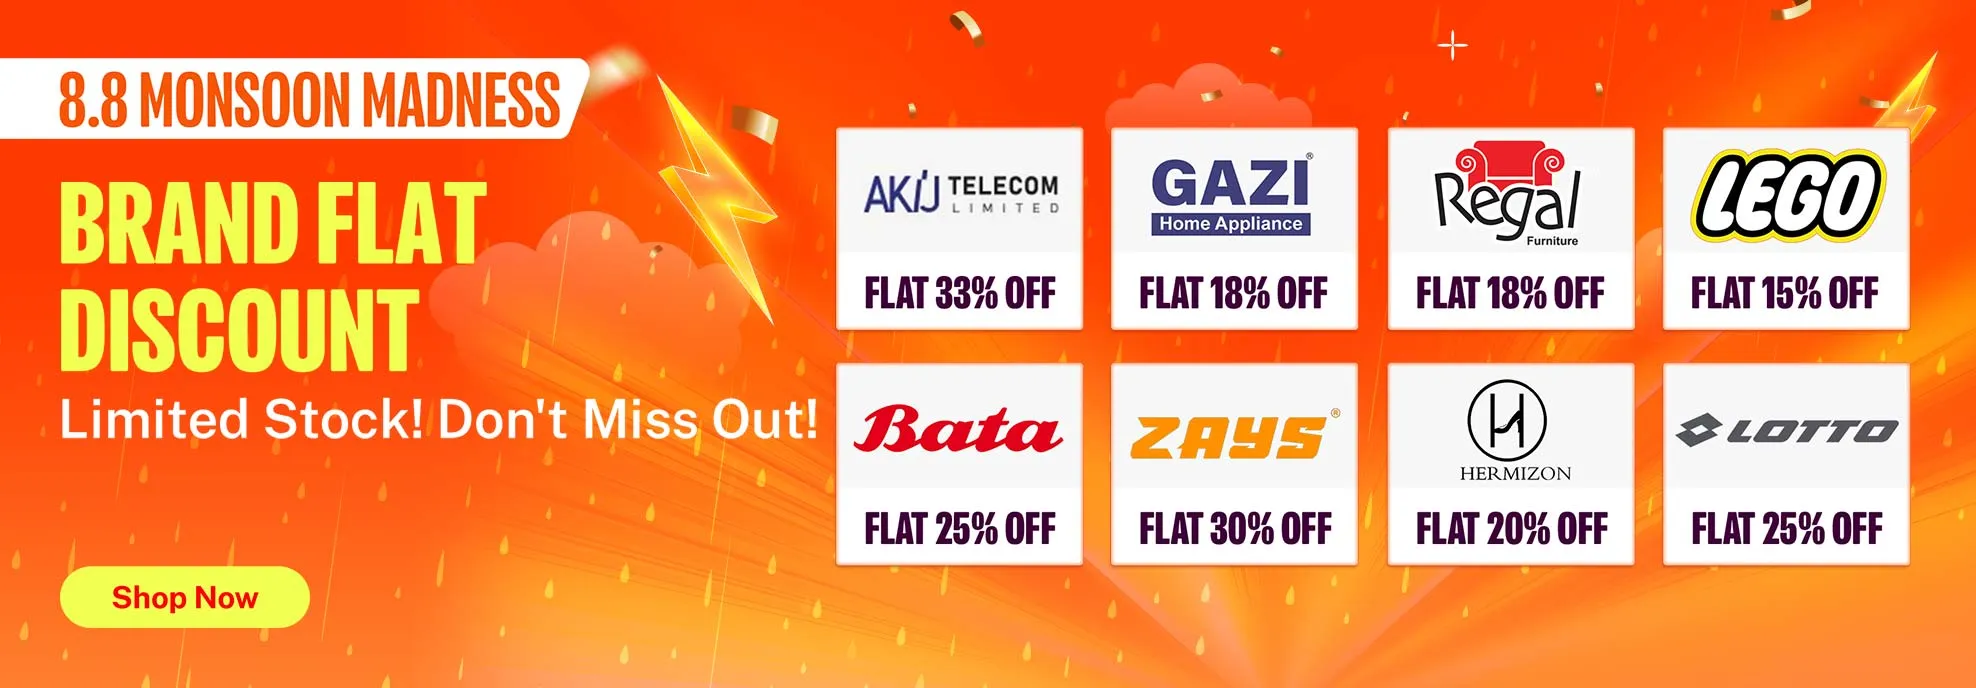 8.8 MONSOON MADNESS
BRAND FLAT
DISCOUNT
Limited Stock! Don't Miss Out!
Shop Now
AKIJ TELECOM
LIMITED
FLAT 33% OFF
GAZI®
Home Appliance
FLAT 18% OFF
Regal
Furniture
FLAT 18% OFF
LEGO
FLAT 15% OFF
Bata
FLAT 25% OFF
ZAYS®
FLAT 30% OFF
H
HERMIZON
FLAT 20% OFF
LOTTO
FLAT 25% OFF